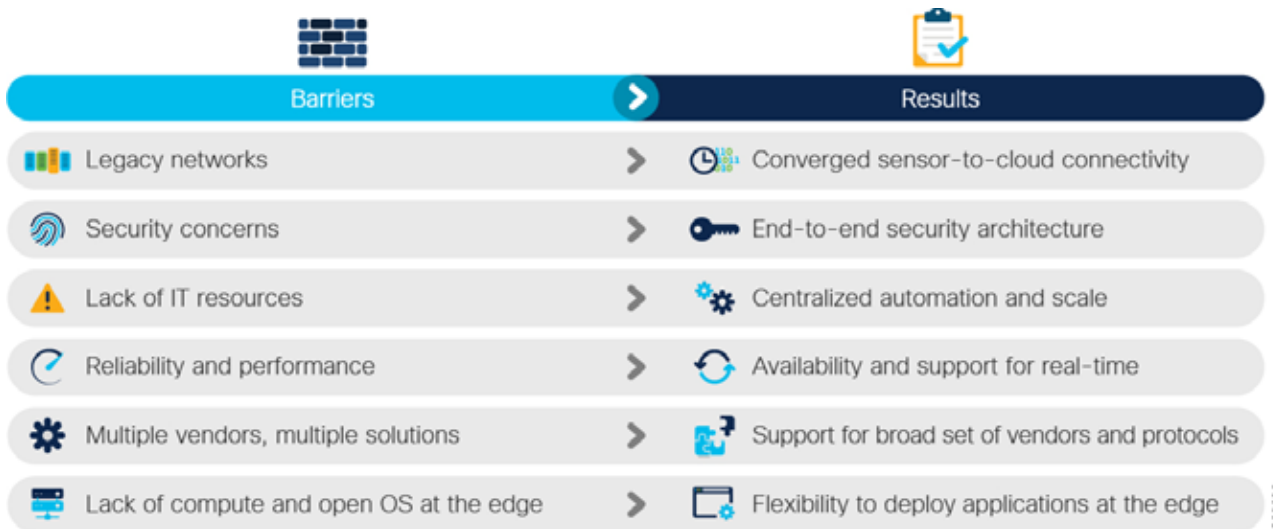 Barriers
Results
Legacy networks
Converged sensor-to-cloud connectivity
Security concerns
End-to-end security architecture
Lack of IT resources
Centralized automation and scale
Reliability and performance
Availability and support for real-time
Multiple vendors, multiple solutions
Support for broad set of vendors and protocols
Lack of compute and open OS at the edge
Flexibility to deploy applications at the edge